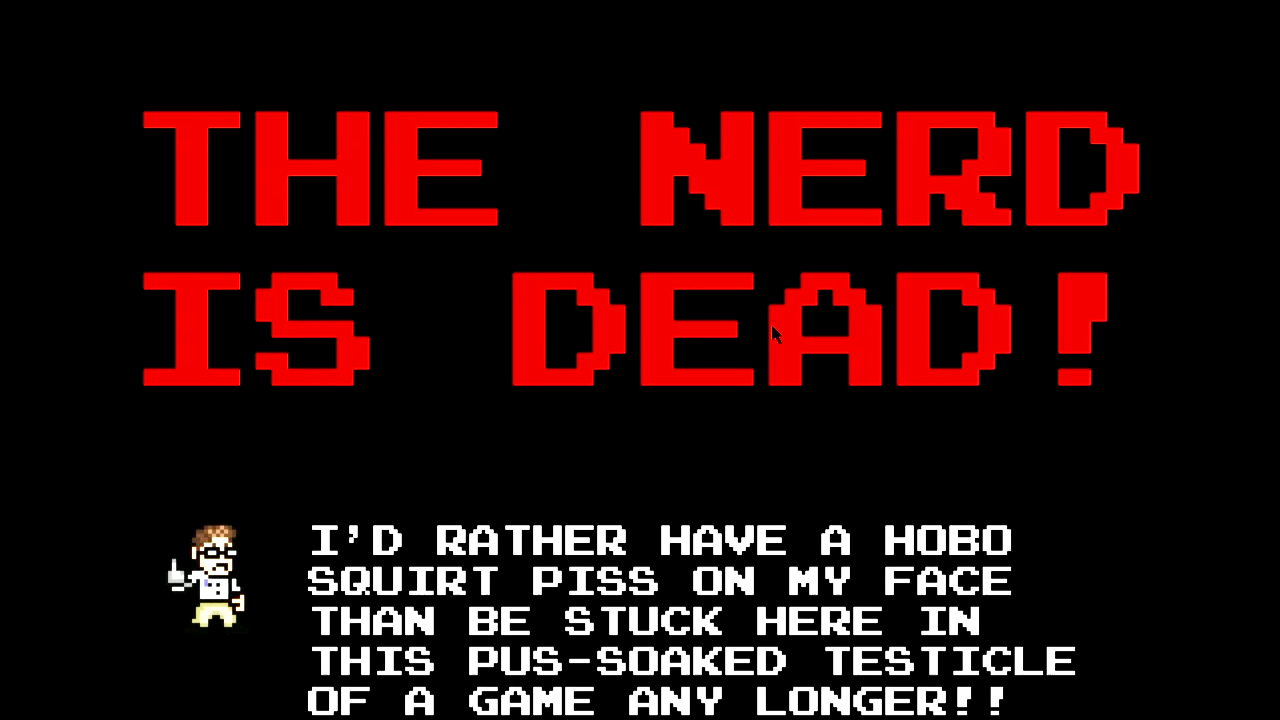 THE NERD
IS DEAD!
I'D RATHER HAVE A HOBO
SQUIRT PISS ON MY FACE
THAN BE STUCK HERE IN
THIS PUS-SOAKED TESTICLE
OF A GAME ANY LONGER!!